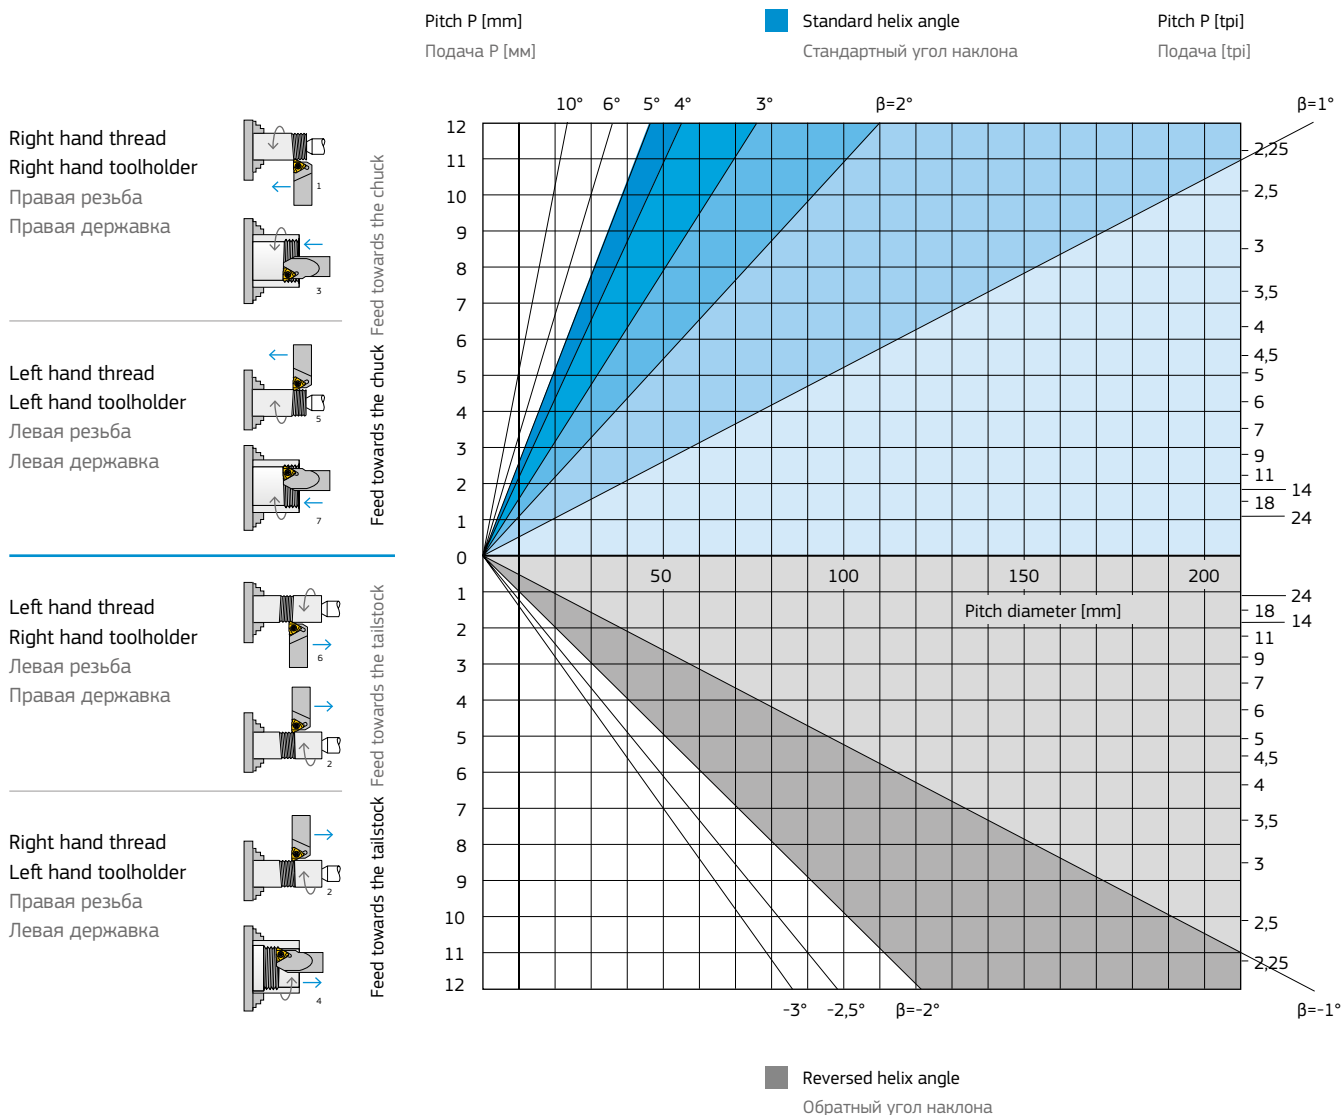 Pitch P [mm]
Подача P [мм]
Standard helix angle
Стандартный угол наклона
Pitch P [tpi]
Подача [tpi]
10° 6° 5° 4° 3° β=2° β=1°
Right hand thread
Right hand toolholder
Правая резьба
Правая державка
1
3
Left hand thread
Left hand toolholder
Левая резьба
Левая державка
5
7
Feed towards the chuck Feed towards the chuck
12
11
10
9
8
7
6
5
4
3
2
1
0
2,25
2,5
3
3,5
4
4,5
5
6
7
9
11
14
18
24
50 100 150 200
Pitch diameter [mm]
Left hand thread
Right hand toolholder
Левая резьба
Правая державка
6
2
Right hand thread
Left hand toolholder
Правая резьба
Левая державка
2
4
Feed towards the tailstock Feed towards the tailstock
1
2
3
4
5
6
7
8
9
10
11
12
24
18
14
11
9
7
6
5
4,5
4
3,5
3
2,5
2,25
-3° -2,5° β=-2° β=-1°
Reversed helix angle
Обратный угол наклона